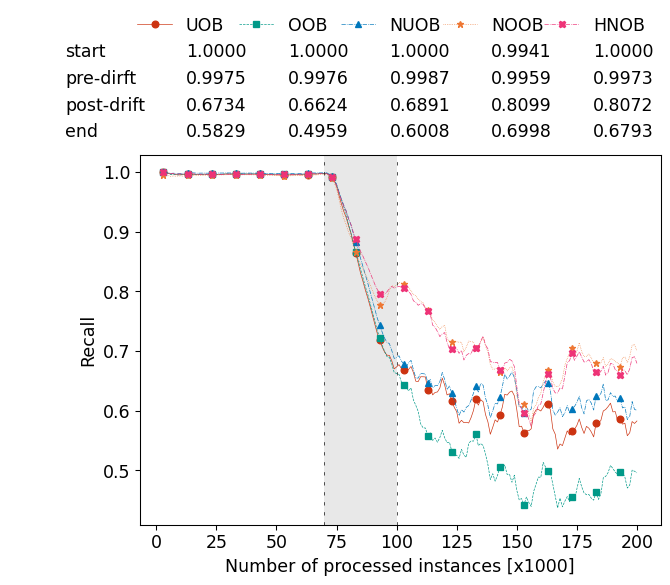 UOB OOB NUOB NOOB HNOB
start 1.0000 1.0000 1.0000 0.9941 1.0000
pre-dirft 0.9975 0.9976 0.9987 0.9959 0.9973
post-drift 0.6734 0.6624 0.6891 0.8099 0.8072
end 0.5829 0.4959 0.6008 0.6998 0.6793
1.0
0.9
0.8
0.7
0.6
0.5
Recall
0 25 50 75 100 125 150 175 200
Number of processed instances [x1000]